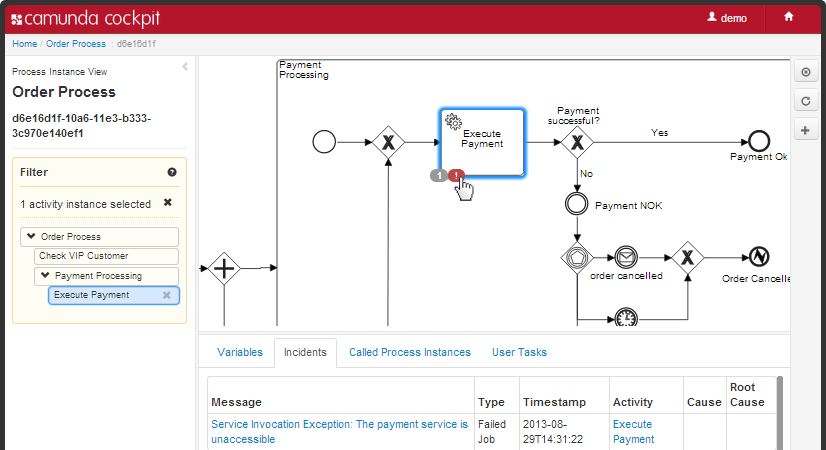 camunda cockpit
demo
Home / Order Process : d6e16d1f
Process Instance View
Order Process
d6e16d1f-10a6-11e3-b333-
3c970e140ef1
Filter
1 activity instance selected
Order Process
Check VIP Customer
Payment Processing
Execute Payment
Payment
Processing
Execute
Payment
1
!
Payment
successful?
Yes
Payment Ok
No
Payment NOK
order cancelled
Order Cancelle
Variables
Incidents
Called Process Instances
User Tasks
Message
Type
Timestamp
Activity
Cause
Root
Cause
Service Invocation Exception: The payment service is
unaccessible
Failed
Job
2013-08-
29T14:31:22
Execute
Payment